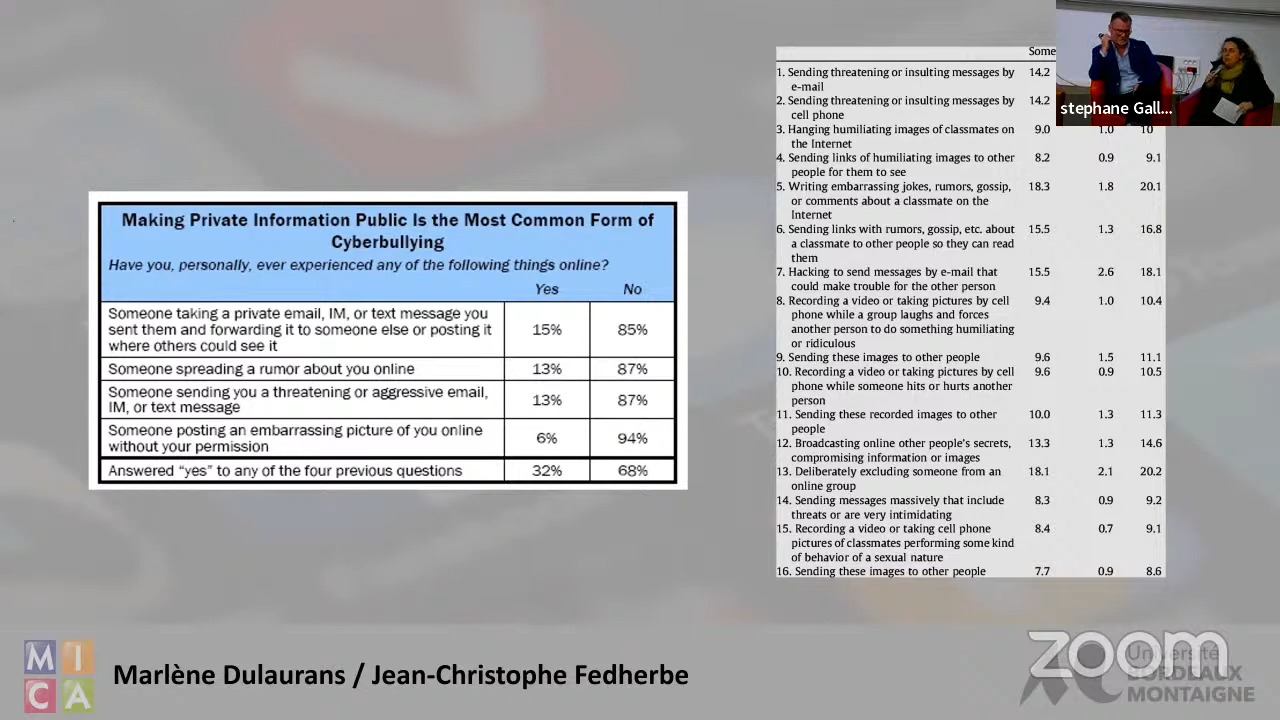 Making Private Information Public Is the Most Common Form of
Cyberbullying
Have you, personally, ever experienced any of the following things online?
Yes No
Someone taking a private email, IM, or text message you
sent them and forwarding it to someone else or posting it
where others could see it
15% 85%
Someone spreading a rumor about you online 13% 87%
Someone sending you a threatening or aggressive email,
IM, or text message
13% 87%
Someone posting an embarrassing picture of you online
without your permission
6% 94%
Answered “yes” to any of the four previous questions 32% 68%
Some
1. Sending threatening or insulting messages by 14.2
e-mail
2. Sending threatening or insulting messages by 14.2
cell phone
3. Hanging humiliating images of classmates on 9.0 1.0 10
the Internet
4. Sending links of humiliating images to other 8.2 0.9 9.1
people for them to see
5. Writing embarrassing jokes, rumors, gossip, 18.3 1.8 20.1
or comments about a classmate on the
Internet
6. Sending links with rumors, gossip, etc. about 15.5 1.3 16.8
a classmate to other people so they can read
them
7. Hacking to send messages by e-mail that 15.5 2.6 18.1
could make trouble for the other person
8. Recording a video or taking pictures by cell 9.4 1.0 10.4
phone while a group laughs and forces
another person to do something humiliating
or ridiculous
9. Sending these images to other people 9.6 1.5 11.1
10. Recording a video or taking pictures by cell 9.6 0.9 10.5
phone while someone hits or hurts another
person
11. Sending these recorded images to other 10.0 1.3 11.3
people
12. Broadcasting online other people's secrets, 13.3 1.3 14.6
compromising information or images
13. Deliberately excluding someone from an 18.1 2.1 20.2
online group
14. Sending messages massively that include 8.3 0.9 9.2
threats or are very intimidating
15. Recording a video or taking cell phone 8.4 0.7 9.1
pictures of classmates performing some kind
of behavior of a sexual nature
16. Sending these images to other people 7.7 0.9 8.6
stephane Gall...
MICA
Marlène Dulaurans / Jean-Christophe Fedherbe
zoom
Université
BORDEAUX
MONTAIGNE